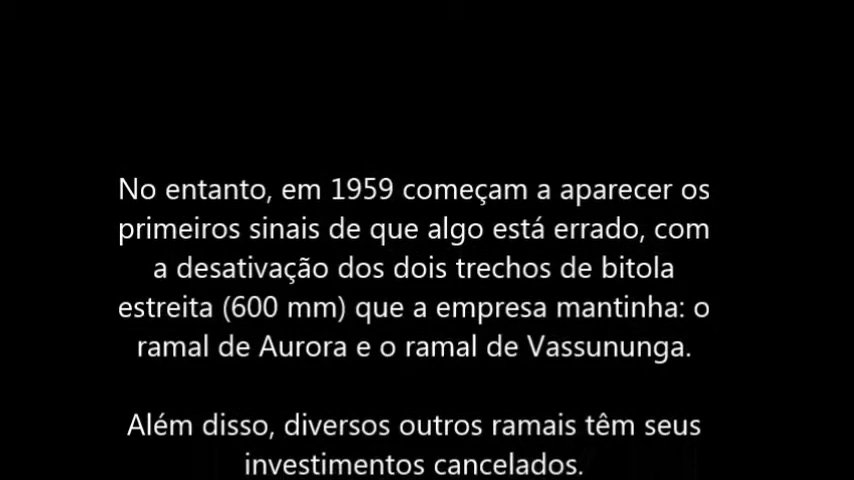 No entanto, em 1959 começam a aparecer os
primeiros sinais de que algo está errado, com
a desativação dos dois trechos de bitola
estreita (600 mm) que a empresa mantinha: o
ramal de Aurora e o ramal de Vassununga.
Além disso, diversos outros ramais têm seus
investimentos cancelados.